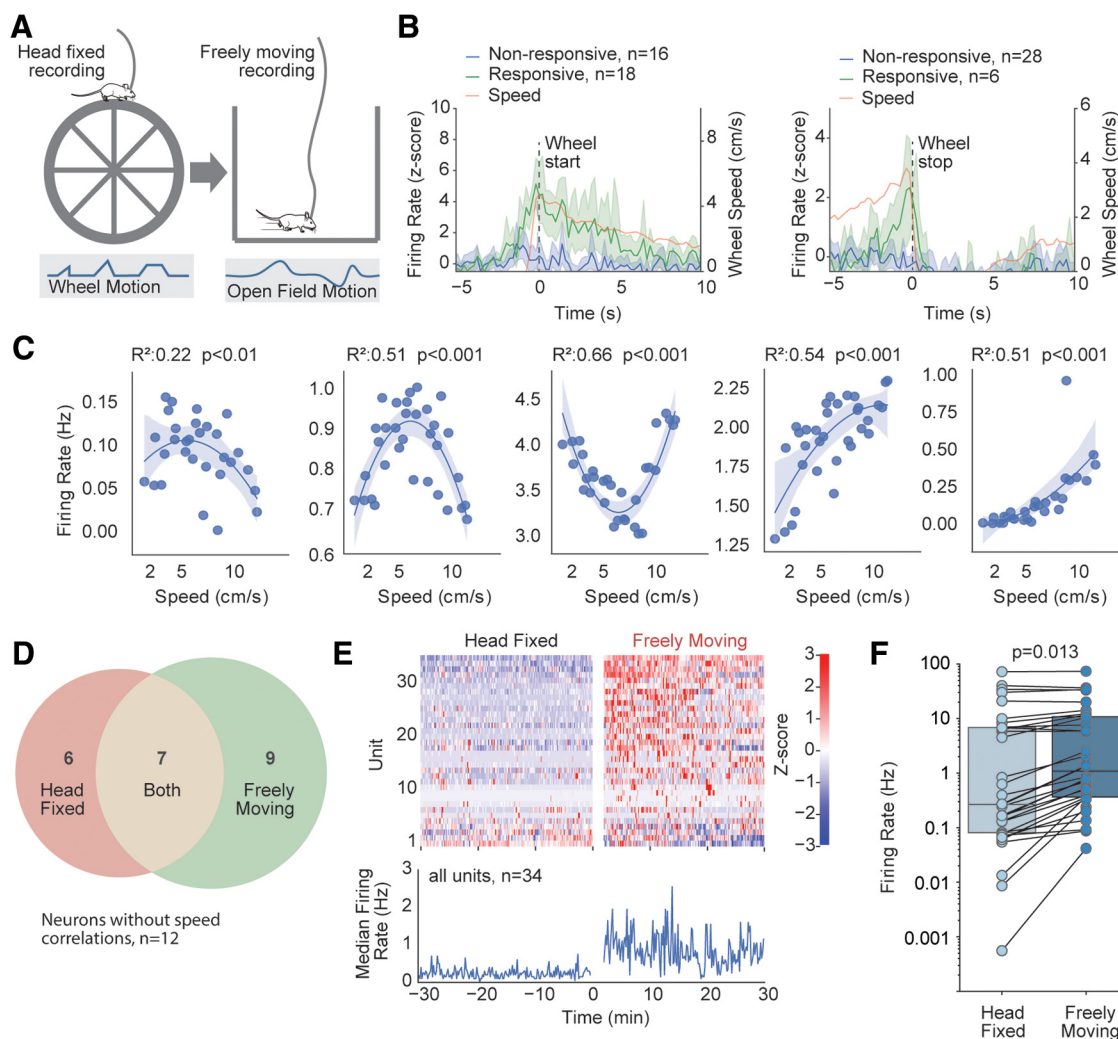 A
Head fixed
recording
Freely moving
recording
Wheel Motion
Open Field Motion
B
Non-responsive, n=16
Responsive, n=18
Speed
Firing Rate (z-score)
10
8
6
4
2
0
Wheel
start
8
4
0
Wheel Speed (cm/s)
−5
0
5
10
Time (s)
Non-responsive, n=28
Responsive, n=6
Speed
Firing Rate (z-score)
4
2
0
Wheel
stop
6
4
2
0
Wheel Speed (cm/s)
−5
0
5
10
Time (s)
C
Firing Rate (Hz)
R²:0.22 p<0.01
0.15
0.10
0.05
0.00
2 5 10
Speed (cm/s)
R²:0.51 p<0.001
1.0
0.9
0.8
0.7
0.6
2 5 10
Speed (cm/s)
R²:0.66 p<0.001
4.5
4.0
3.5
3.0
2 5 10
Speed (cm/s)
R²:0.54 p<0.001
2.25
2.00
1.75
1.50
1.25
2 5 10
Speed (cm/s)
R²:0.51 p<0.001
1.00
0.75
0.50
0.25
0.00
2 5 10
Speed (cm/s)
D
6
Head
Fixed
7
Both
9
Freely
Moving
Neurons without speed
correlations, n=12
E
Head Fixed
Freely Moving
Unit
30
20
10
1
3
2
1
0
−1
−2
−3
Z-score
all units, n=34
Median Firing
Rate (Hz)
3
2
1
0
−30 −20 −10 0 10 20 30
Time (min)
F
p=0.013
Firing Rate (Hz)
100
10
1
0.1
0.01
0.001
Head
Fixed
Freely
Moving